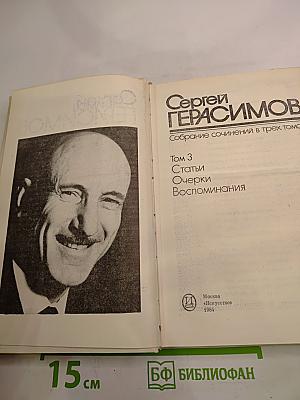 Сергей
ГЕРАСИМОВ
Собрание сочинений в трех томах
Том 3
Статьи
Очерки
Воспоминания
Москва
«Искусство»
1984
15 см
БФ БИБЛИОФАН